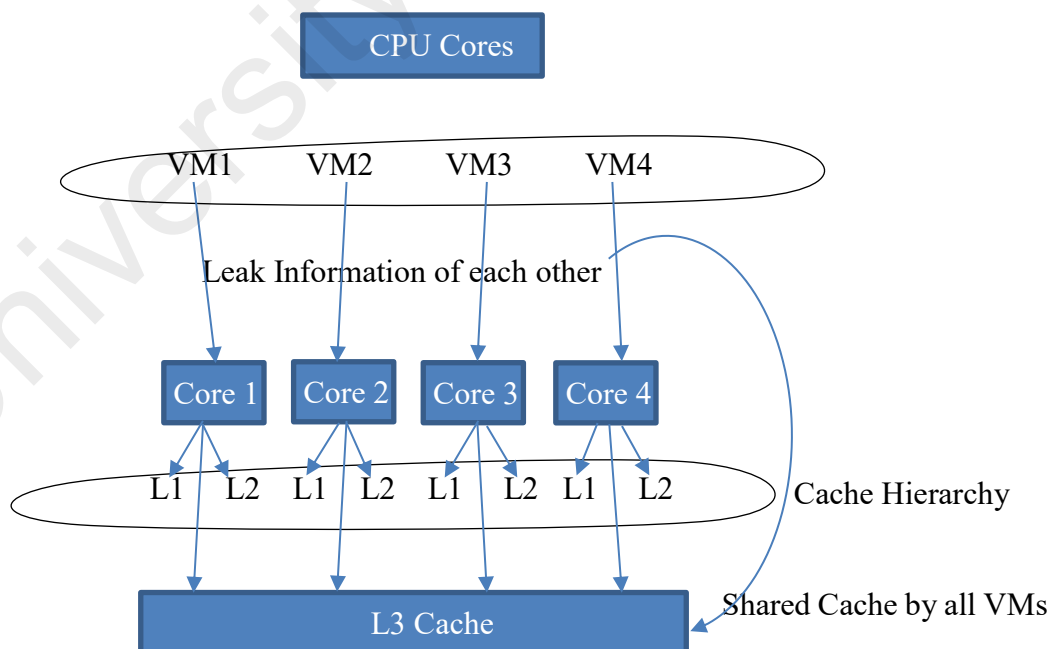 CPU Cores
VM1 VM2 VM3 VM4
Leak Information of each other
Core 1 Core 2 Core 3 Core 4
L1 L2 L1 L2 L1 L2 L1 L2
Cache Hierarchy
Shared Cache by all VMs
L3 Cache